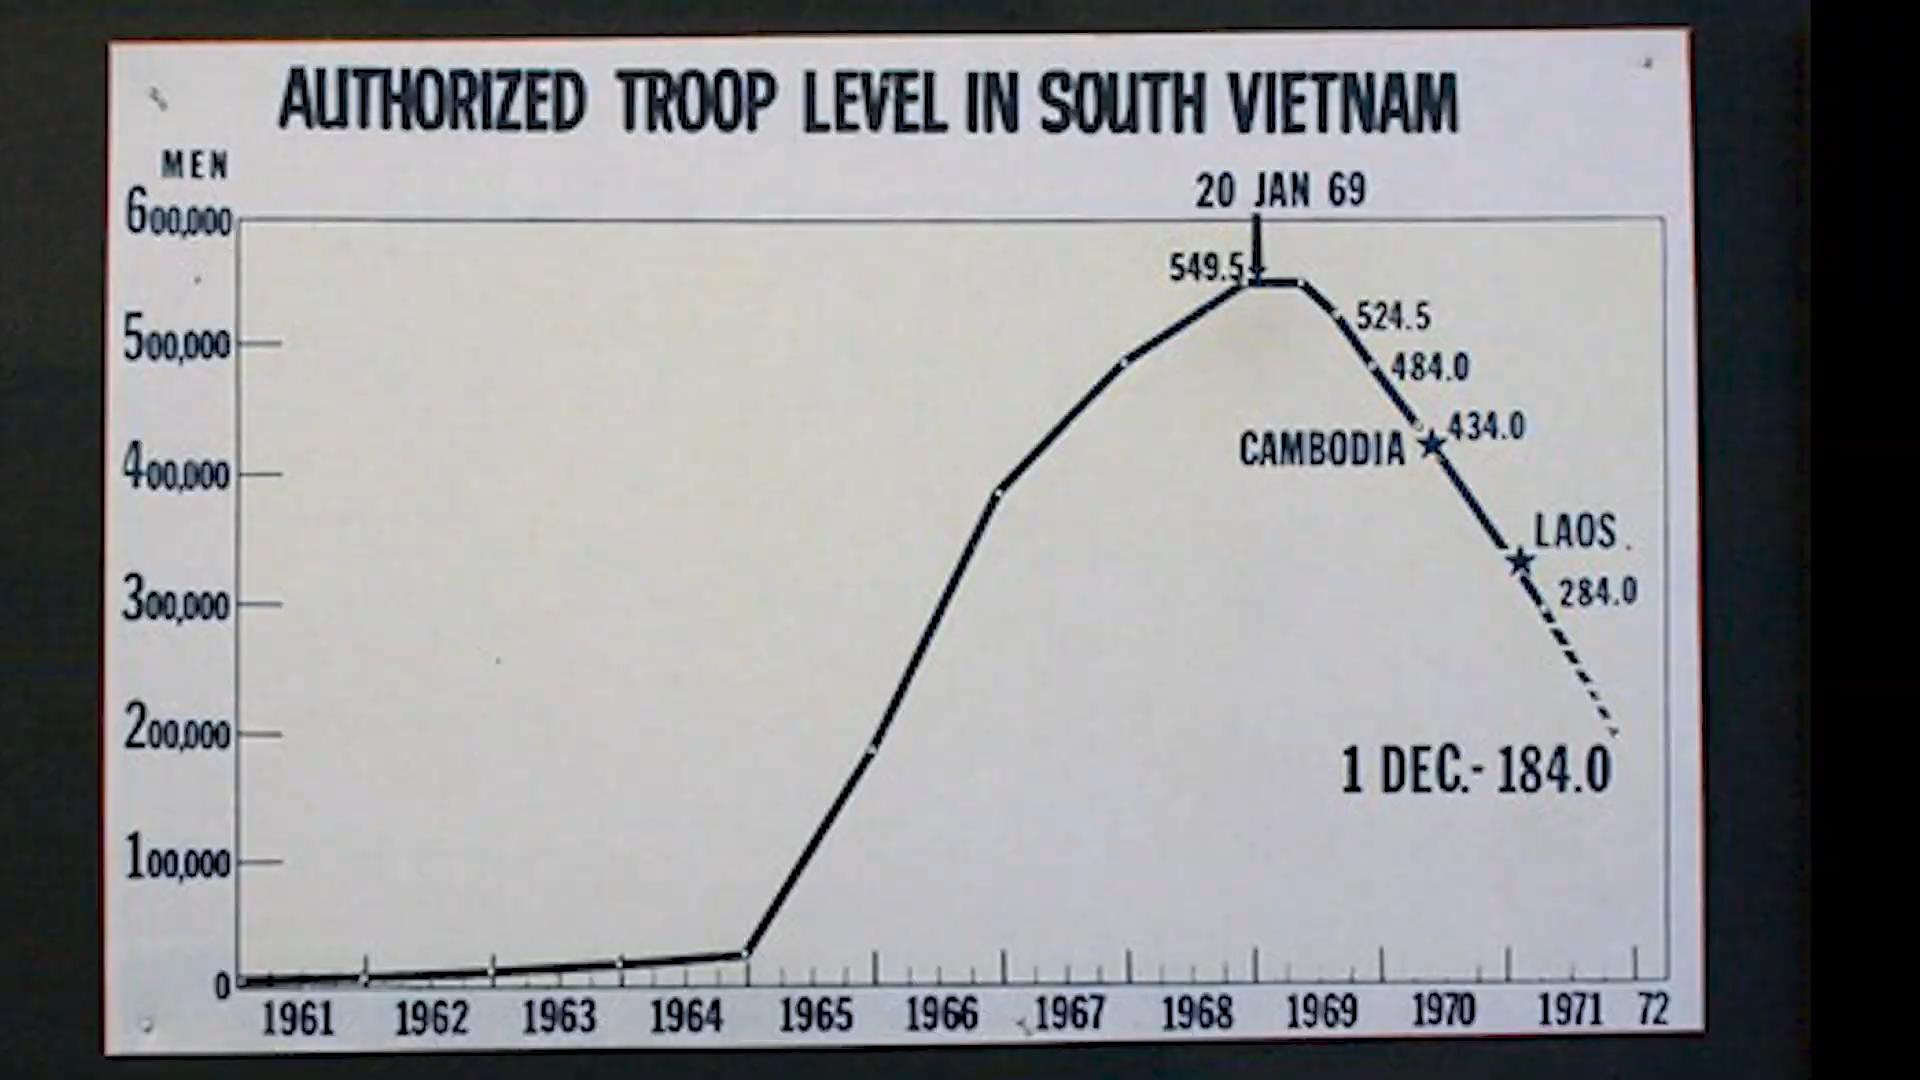 AUTHORIZED TROOP LEVEL IN SOUTH VIETNAM
MEN
20 JAN 69
600,000
549.5
524.5
500,000
484.0
434.0
CAMBODIA
400,000
LAOS
284.0
300,000
200,000
1 DEC.- 184.0
100,000
0
1961 1962 1963 1964 1965 1966 1967 1968 1969 1970 1971 72